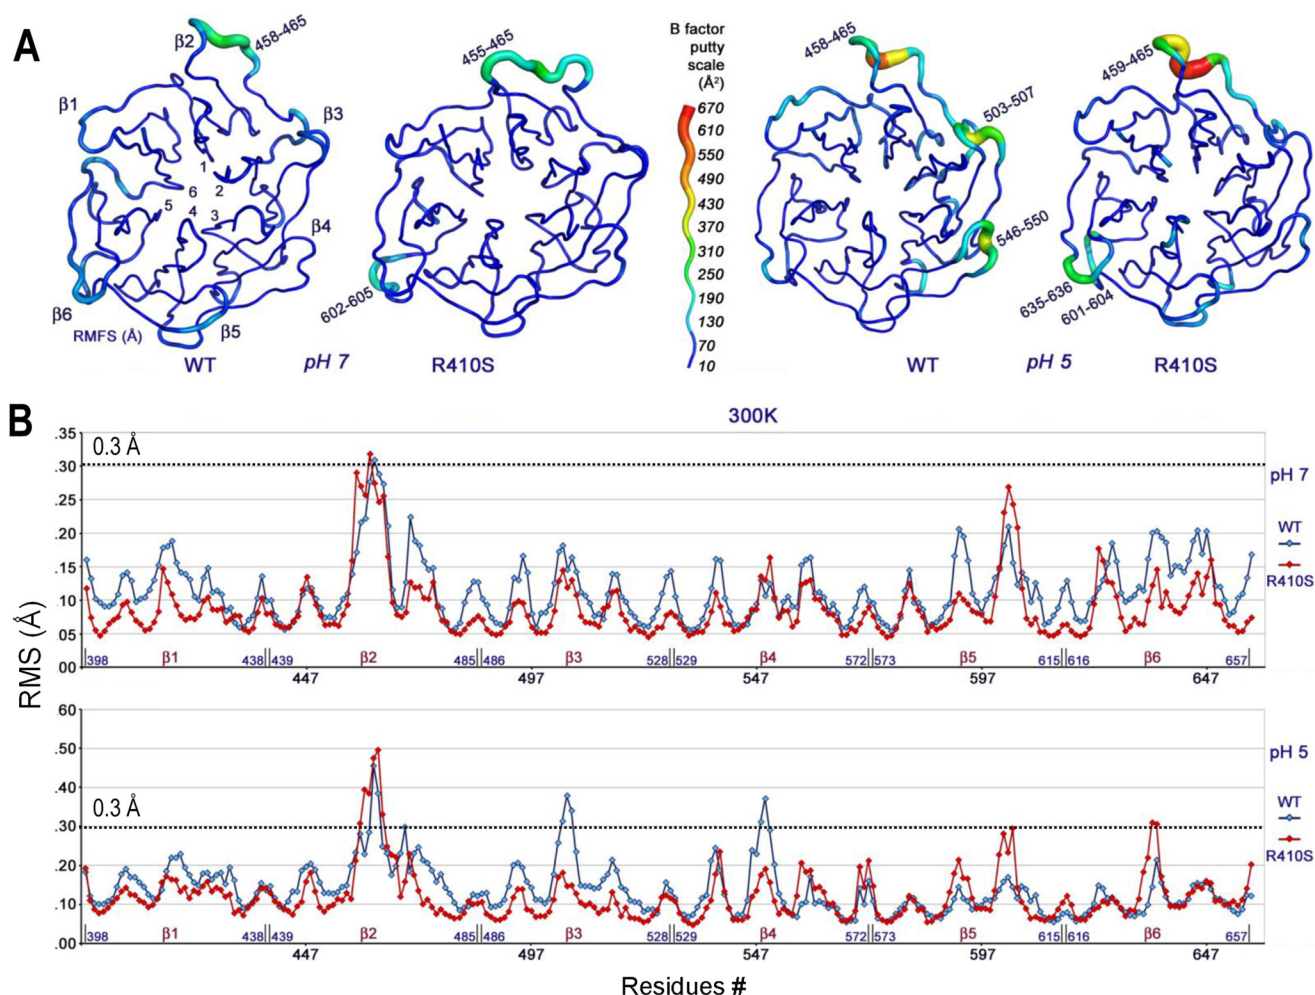 A
β2
458-465
β1
β3
1
6
2
5
4
3
β4
β6
β5
RMFS (Å)
WT
pH 7
455-465
602-605
R410S
B factor
putty
scale
(Å²)
670
610
550
490
430
370
310
250
190
130
70
10
458-465
503-507
546-550
WT
pH 5
459-465
635-636
601-604
R410S
B
300K
.35
0.3 Å
.30
.25
.20
.15
.10
.05
.00
398
β1
438
439
β2
485
486
β3
528
529
β4
572
573
β5
615
616
β6
657
447
497
547
597
647
pH 7
WT
R410S
RMS (Å)
.60
.50
.40
0.3 Å
.30
.20
.10
.00
398
β1
438
439
β2
485
486
β3
528
529
β4
572
573
β5
615
616
β6
657
447
497
547
597
647
pH 5
WT
R410S
Residues #